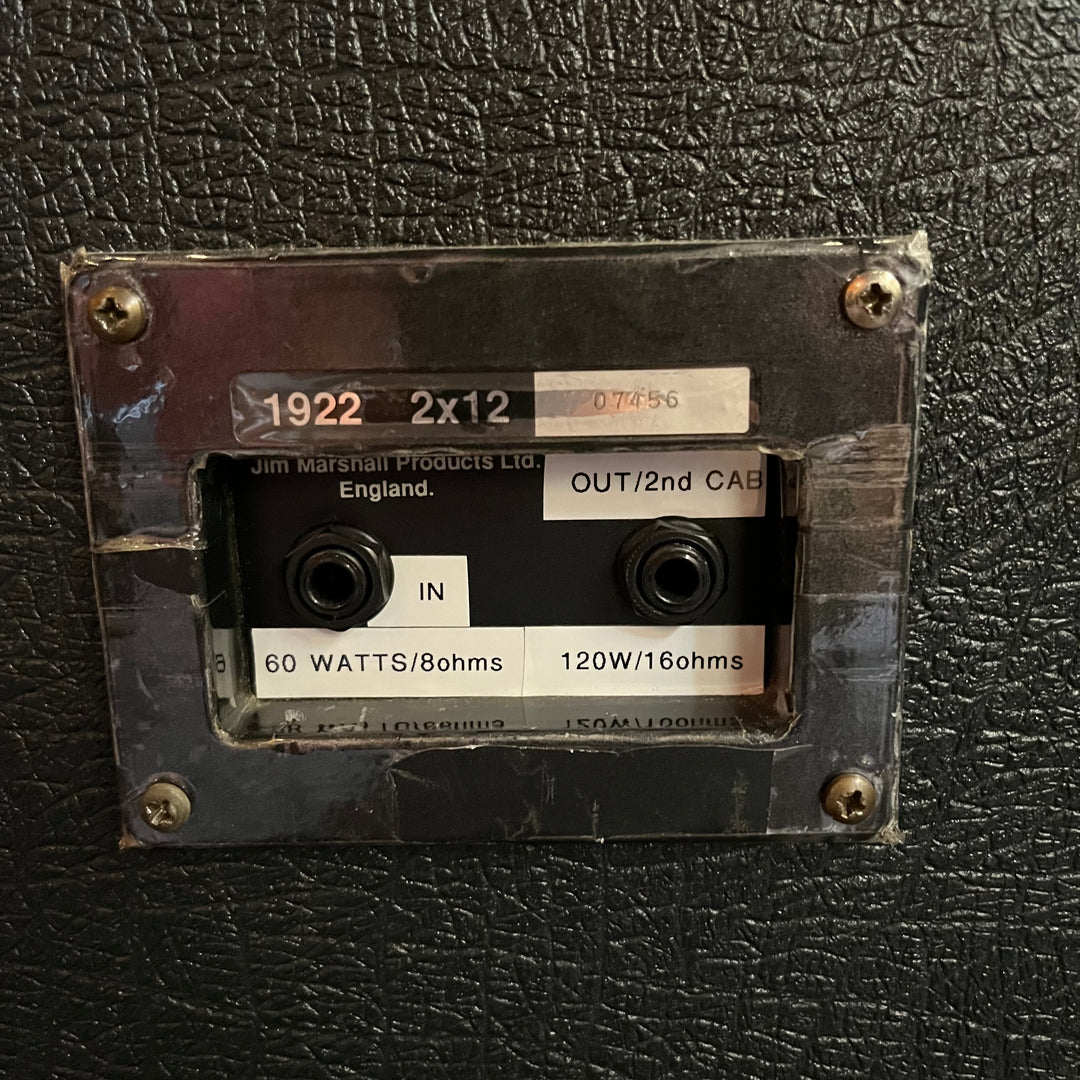 1922 2x12 07456
Jim Marshall Products Ltd.
England.
OUT/2nd CAB
IN
60 WATTS/8ohms
120W/16ohms